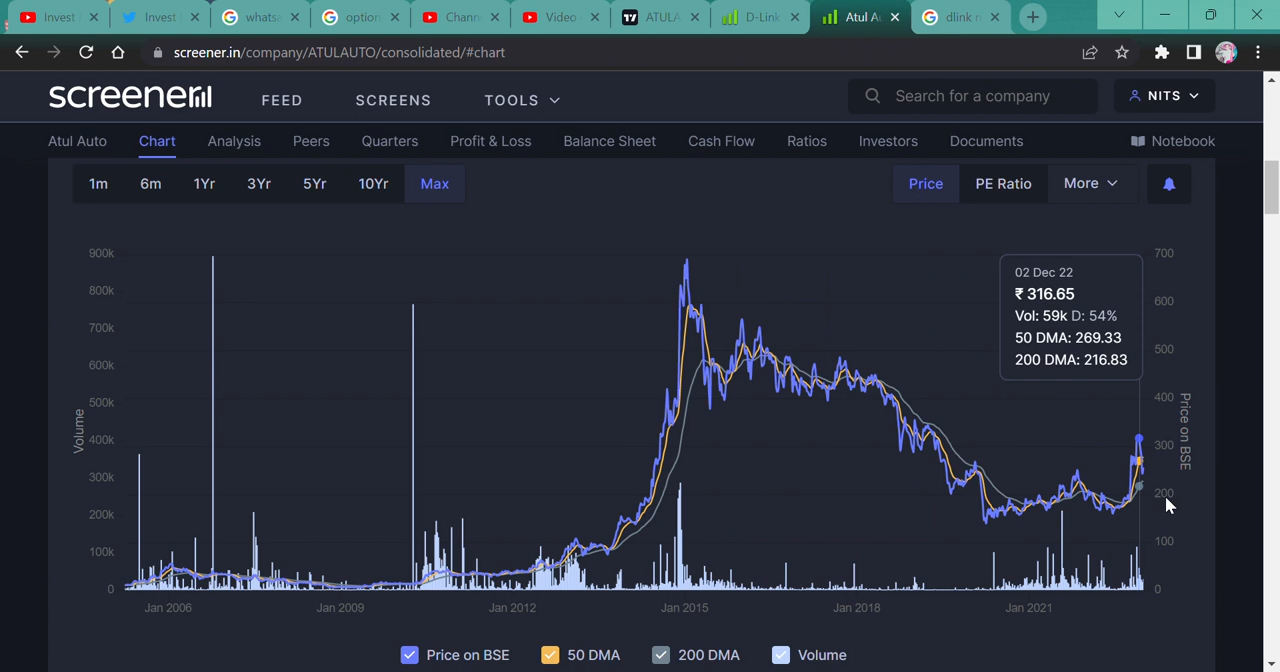 Invest Invest whatsa option Chann Video ATULA D-Link Atul Au dlink n
screener.in/company/ATULAUTO/consolidated/#chart
screener FEED SCREENS TOOLS Search for a company NITS
Atul Auto Chart Analysis Peers Quarters Profit & Loss Balance Sheet Cash Flow Ratios Investors Documents Notebook
1m 6m 1Yr 3Yr 5Yr 10Yr Max Price PE Ratio More
900k 700
800k 600
700k
600k 500
500k 400
400k 300
300k
200k 200
100k 100
0 0
Volume
Price on BSE
02 Dec 22
₹ 316.65
Vol: 59k D: 54%
50 DMA: 269.33
200 DMA: 216.83
Jan 2006 Jan 2009 Jan 2012 Jan 2015 Jan 2018 Jan 2021
Price on BSE 50 DMA 200 DMA Volume